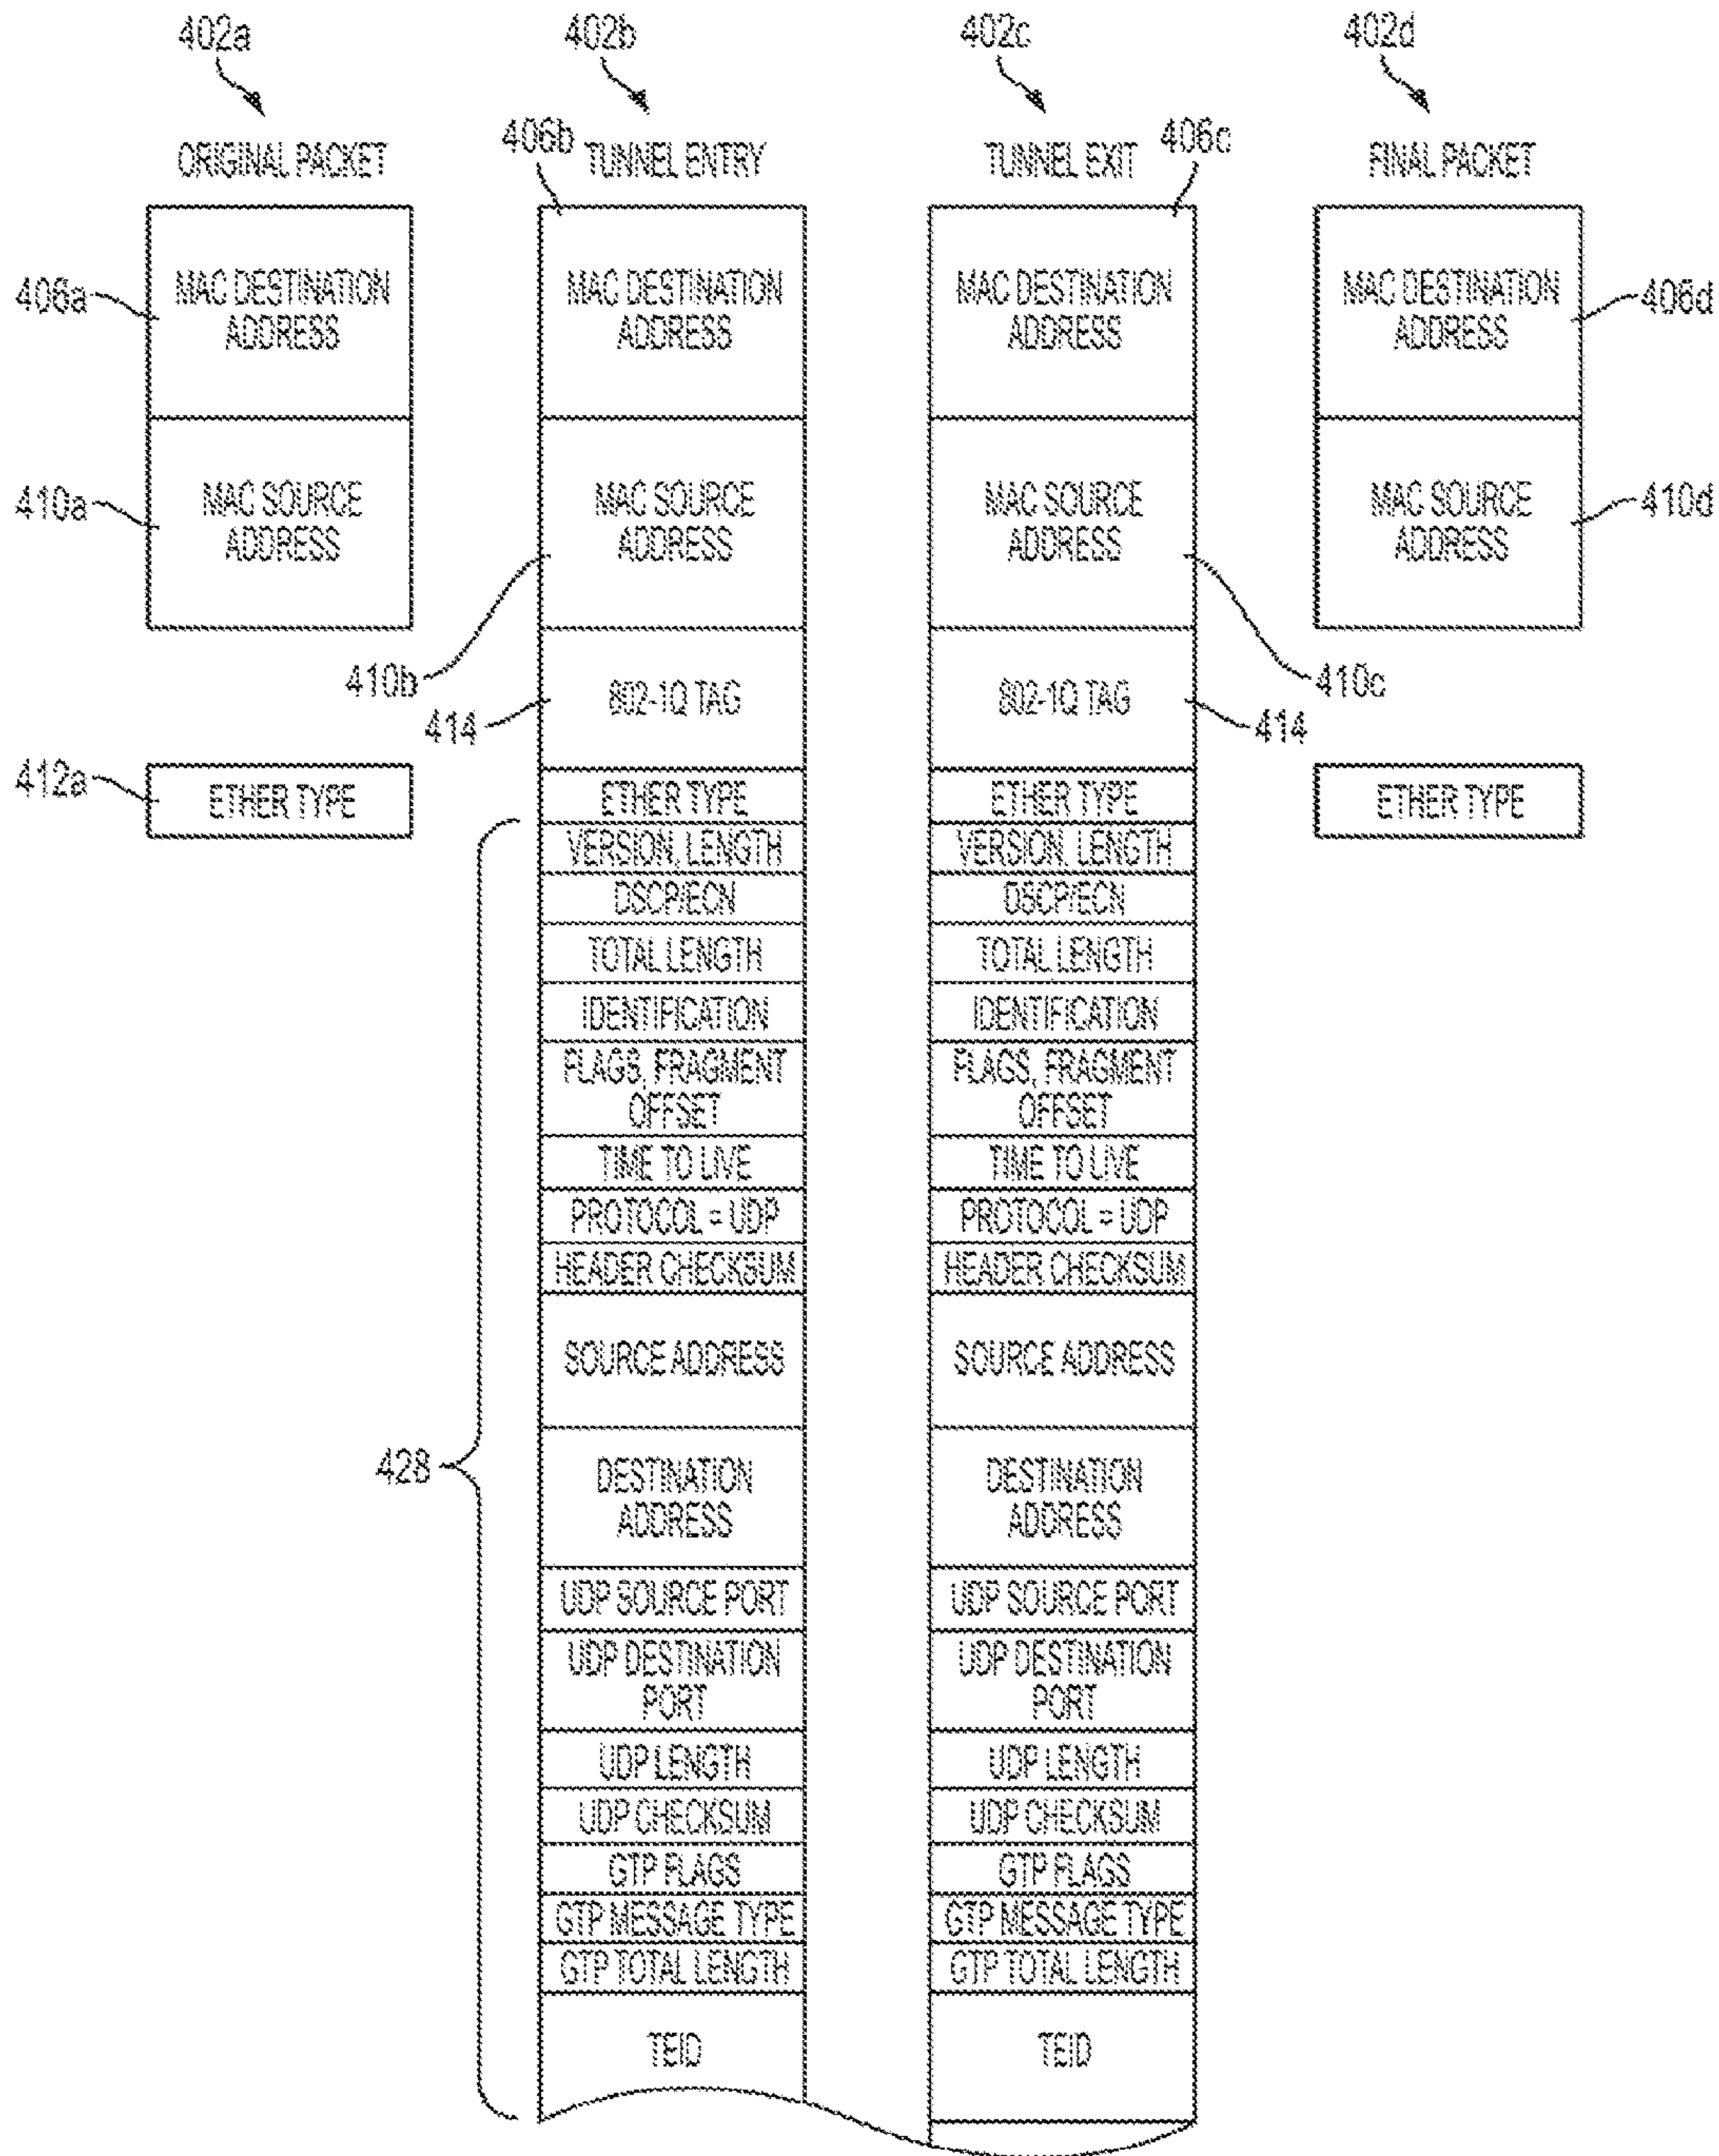 402a
402b
402c
402d
ORIGINAL PACKET
406b
TUNNEL ENTRY
TUNNEL EXIT
406c
FINAL PACKET
406a
MAC DESTINATION
ADDRESS
MAC DESTINATION
ADDRESS
MAC DESTINATION
ADDRESS
MAC DESTINATION
ADDRESS
406d
410a
MAC SOURCE
ADDRESS
MAC SOURCE
ADDRESS
MAC SOURCE
ADDRESS
MAC SOURCE
ADDRESS
410d
410b
802-1Q TAG
802-1Q TAG
410c
414
414
412a
ETHER TYPE
ETHER TYPE
ETHER TYPE
ETHER TYPE
VERSION, LENGTH
VERSION, LENGTH
DSCP/ECN
DSCP/ECN
TOTAL LENGTH
TOTAL LENGTH
IDENTIFICATION
IDENTIFICATION
FLAGS, FRAGMENT
OFFSET
FLAGS, FRAGMENT
OFFSET
TIME TO LIVE
TIME TO LIVE
PROTOCOL = UDP
PROTOCOL = UDP
HEADER CHECKSUM
HEADER CHECKSUM
SOURCE ADDRESS
SOURCE ADDRESS
428
DESTINATION
ADDRESS
DESTINATION
ADDRESS
UDP SOURCE PORT
UDP SOURCE PORT
UDP DESTINATION
PORT
UDP DESTINATION
PORT
UDP LENGTH
UDP LENGTH
UDP CHECKSUM
UDP CHECKSUM
GTP FLAGS
GTP FLAGS
GTP MESSAGE TYPE
GTP MESSAGE TYPE
GTP TOTAL LENGTH
GTP TOTAL LENGTH
TEID
TEID